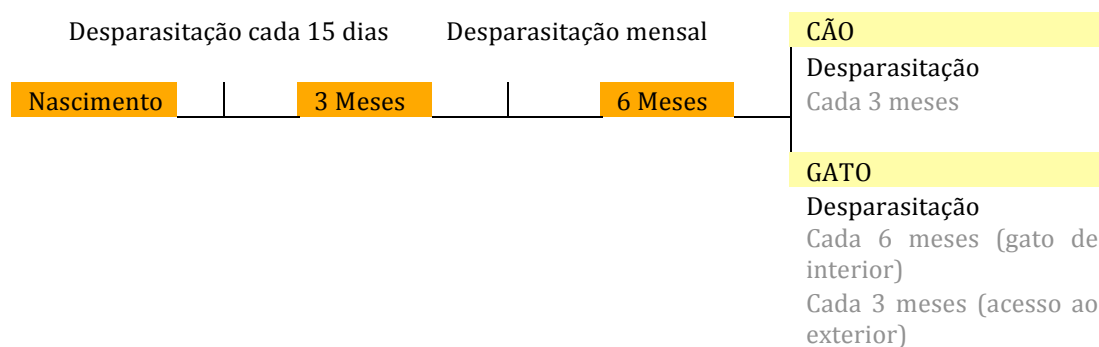 Desparasitação cada 15 dias
Desparasitação mensal
CÃO
Desparasitação
Nascimento
3 Meses
6 Meses
Cada 3 meses
GATO
Desparasitação
Cada 6 meses (gato de
interior)
Cada 3 meses (acesso ao
exterior)